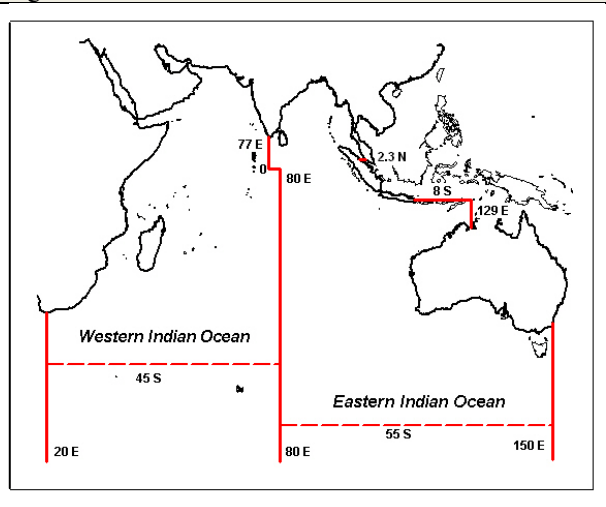 77 E
2.3 N
0
80 E
8 S
129 E
Western Indian Ocean
45 S
Eastern Indian Ocean
55 S
20 E
80 E
150 E